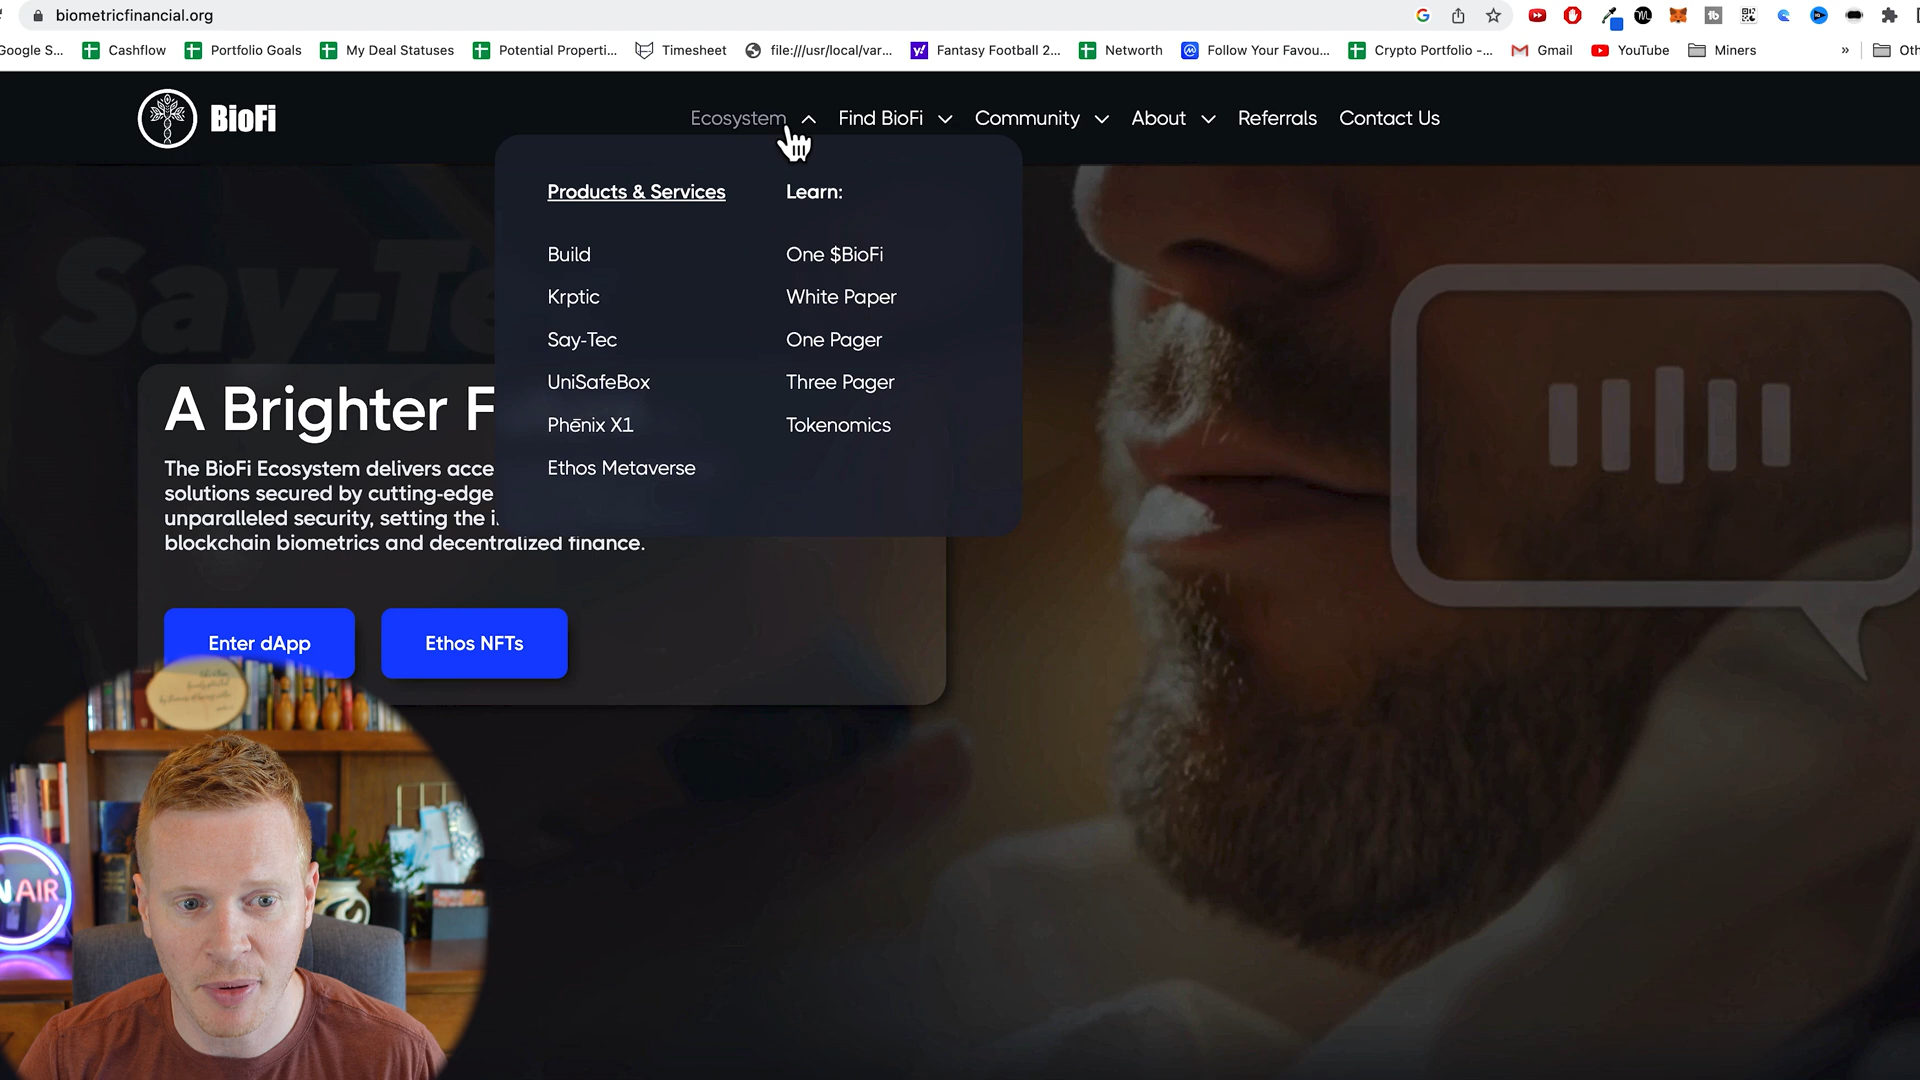 biometricfinancial.org
Google S... Cashflow Portfolio Goals My Deal Statuses Potential Properti... Timesheet file:///usr/local/var... Fantasy Football 2... Networth Follow Your Favou... Crypto Portfolio -... Gmail YouTube Miners » Oth
BioFi
Ecosystem Find BioFi Community About Referrals Contact Us
Products & Services
Build
Krptic
Say-Tec
UniSafeBox
Phēnix X1
Ethos Metaverse
Learn:
One $BioFi
White Paper
One Pager
Three Pager
Tokenomics
Say-Te
A Brighter F
The BioFi Ecosystem delivers acce
solutions secured by cutting-edge
unparalleled security, setting the i
blockchain biometrics and decentralized finance.
Enter dApp
Ethos NFTs
N AIR